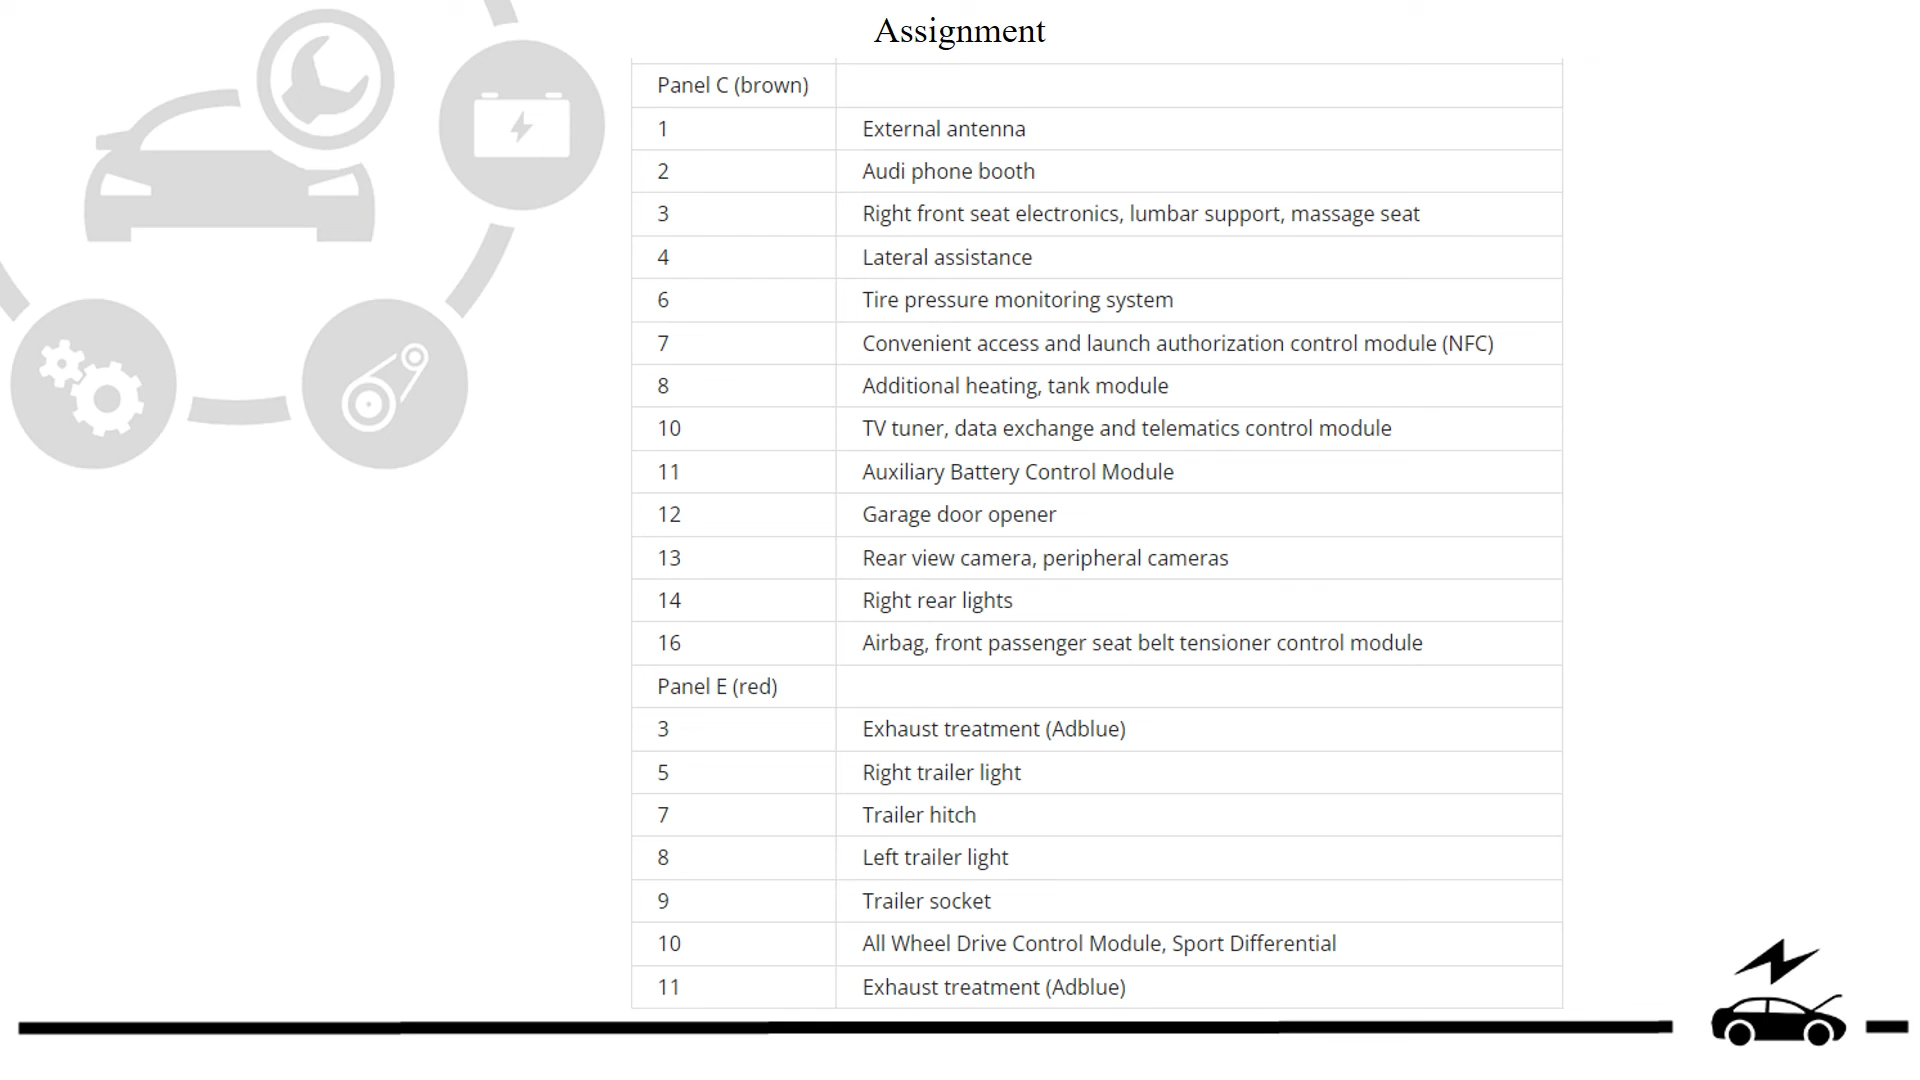 Assignment
Panel C (brown)
1 External antenna
2 Audi phone booth
3 Right front seat electronics, lumbar support, massage seat
4 Lateral assistance
6 Tire pressure monitoring system
7 Convenient access and launch authorization control module (NFC)
8 Additional heating, tank module
10 TV tuner, data exchange and telematics control module
11 Auxiliary Battery Control Module
12 Garage door opener
13 Rear view camera, peripheral cameras
14 Right rear lights
16 Airbag, front passenger seat belt tensioner control module
Panel E (red)
3 Exhaust treatment (Adblue)
5 Right trailer light
7 Trailer hitch
8 Left trailer light
9 Trailer socket
10 All Wheel Drive Control Module, Sport Differential
11 Exhaust treatment (Adblue)